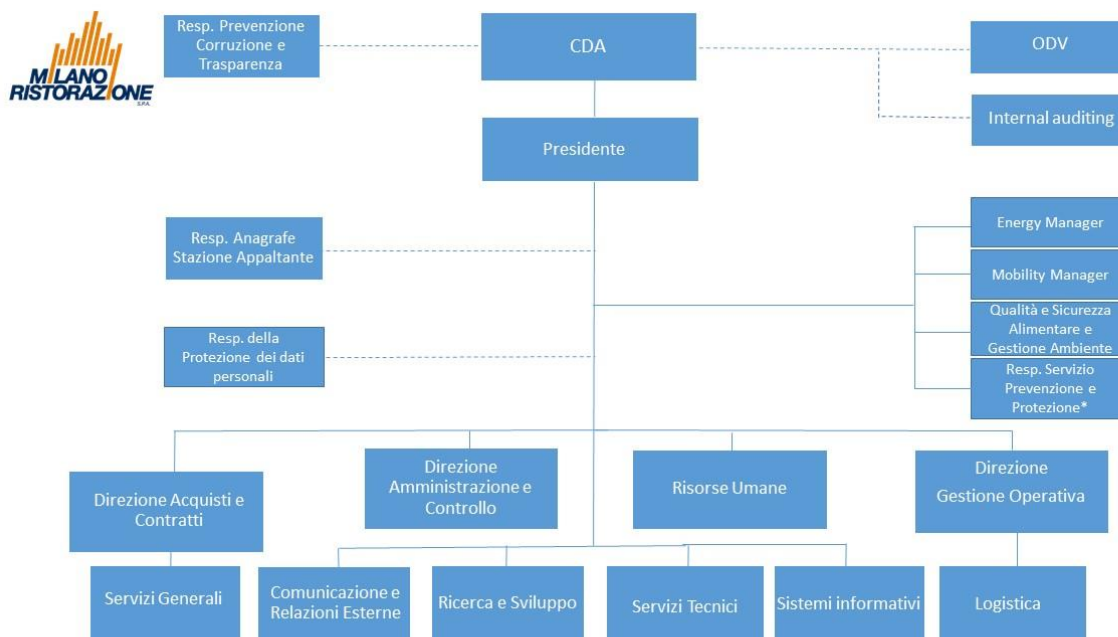 MILANO
RISTORAZIONE
S.P.A.
Resp. Prevenzione
Corruzione e
Trasparenza
CDA
ODV
Internal auditing
Presidente
Resp. Anagrafe
Stazione Appaltante
Energy Manager
Mobility Manager
Qualità e Sicurezza
Alimentare e
Gestione Ambiente
Resp. della
Protezione dei dati
personali
Resp. Servizio
Prevenzione e
Protezione*
Direzione Acquisti e
Contratti
Direzione
Amministrazione e
Controllo
Risorse Umane
Direzione
Gestione Operativa
Servizi Generali
Comunicazione e
Relazioni Esterne
Ricerca e Sviluppo
Servizi Tecnici
Sistemi informativi
Logistica